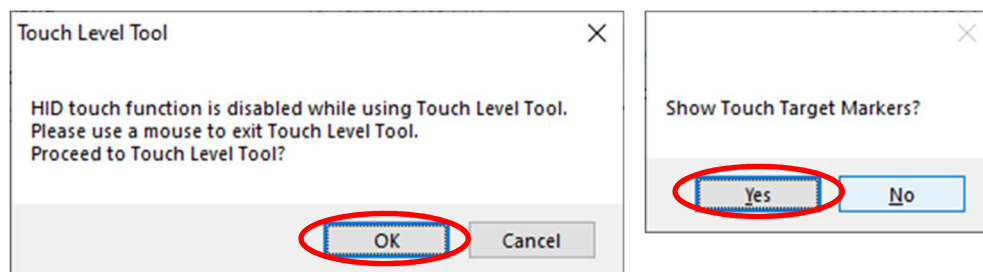 Touch Level Tool
HID touch function is disabled while using Touch Level Tool.
Please use a mouse to exit Touch Level Tool.
Proceed to Touch Level Tool?
OK
Cancel
Show Touch Target Markers?
Yes
No